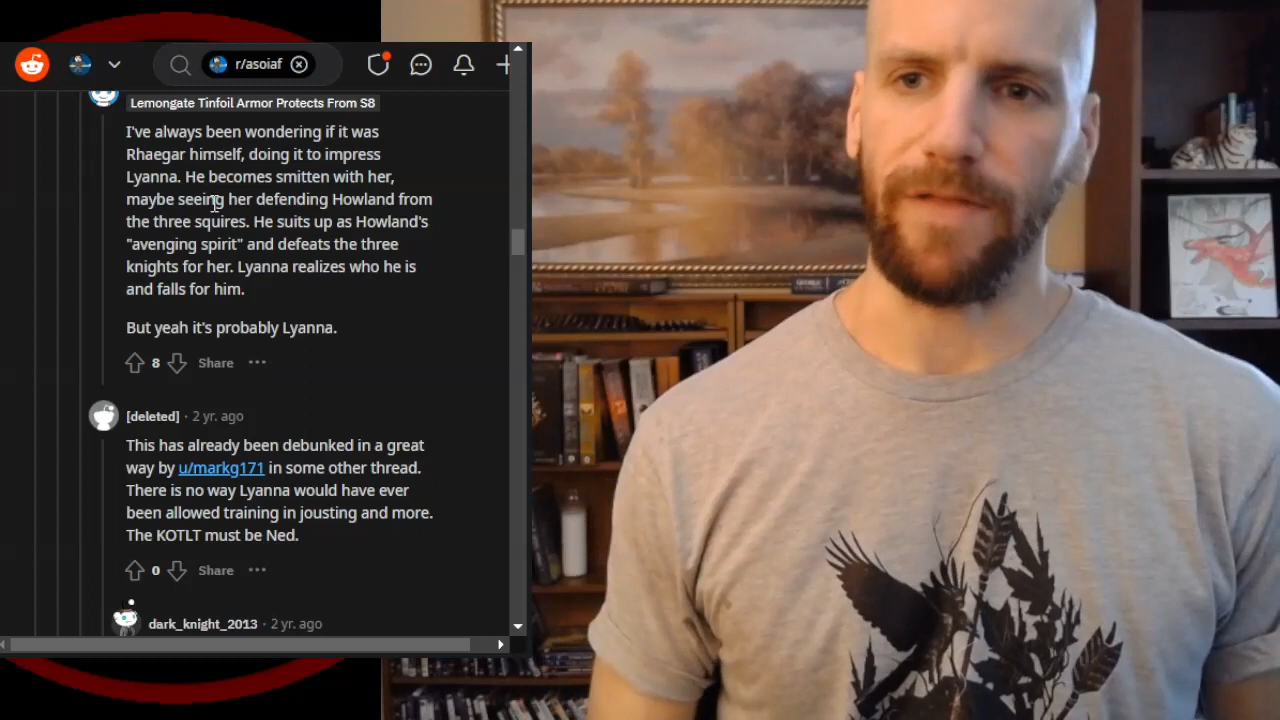 r/asoiaf
Lemongate Tinfoil Armor Protects From S8
I've always been wondering if it was
Rhaegar himself, doing it to impress
Lyanna. He becomes smitten with her,
maybe seeing her defending Howland from
the three squires. He suits up as Howland's
"avenging spirit" and defeats the three
knights for her. Lyanna realizes who he is
and falls for him.
But yeah it's probably Lyanna.
8 Share
[deleted] · 2 yr. ago
This has already been debunked in a great
way by u/markg171 in some other thread.
There is no way Lyanna would have ever
been allowed training in jousting and more.
The KOTLT must be Ned.
0 Share
dark_knight_2013 · 2 yr. ago